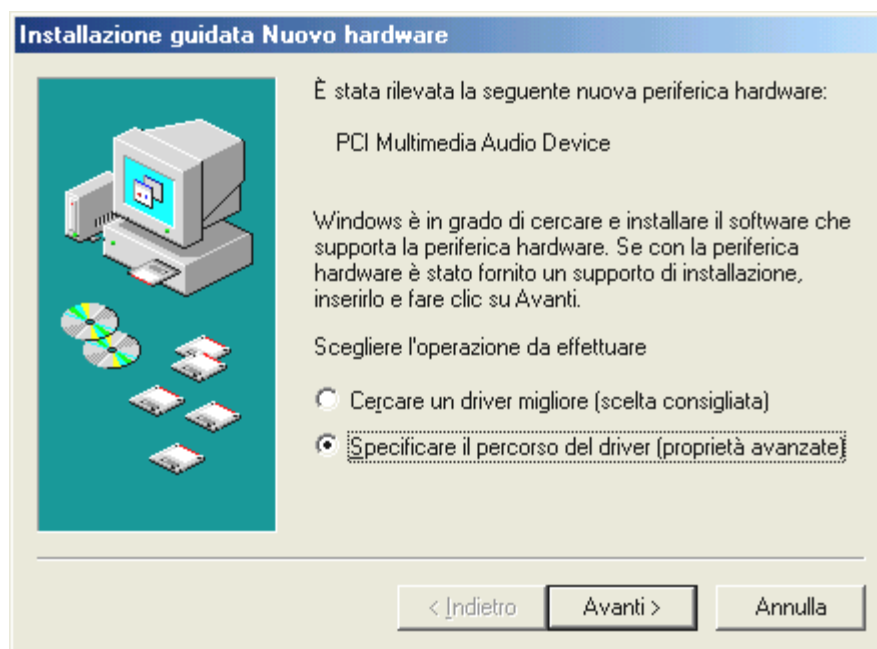 Installazione guidata Nuovo hardware
È stata rilevata la seguente nuova periferica hardware:
PCI Multimedia Audio Device
Windows è in grado di cercare e installare il software che
supporta la periferica hardware. Se con la periferica
hardware è stato fornito un supporto di installazione,
inserirlo e fare clic su Avanti.
Scegliere l'operazione da effettuare
Cercare un driver migliore (scelta consigliata)
Specificare il percorso del driver (proprietà avanzate)
< Indietro
Avanti >
Annulla